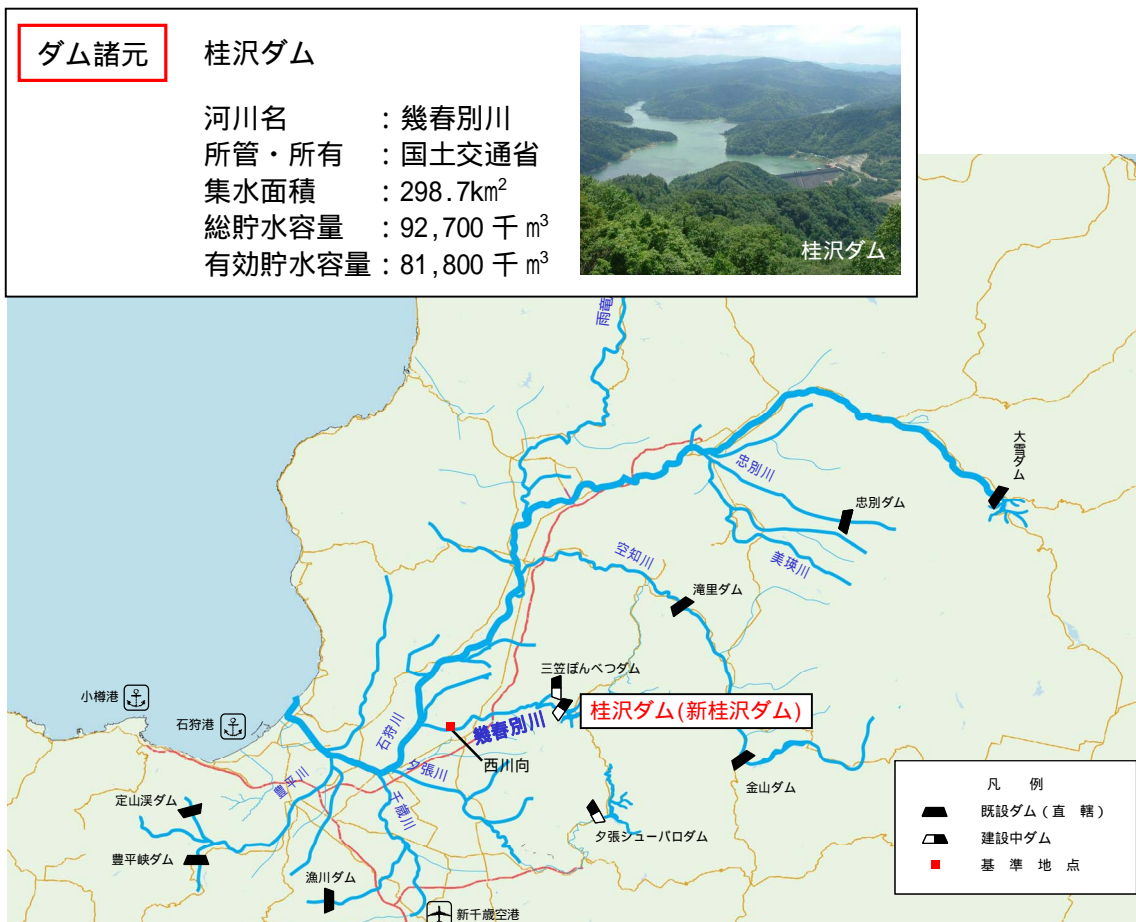 ダム諸元
桂沢ダム
河川名 ：幾春別川
所管・所有 ：国土交通省
集水面積 ：298.7km²
総貯水容量 ：92,700 千 m³
有効貯水容量：81,800 千 m³
桂沢ダム
雨竜
大雪ダム
忠別川
忠別ダム
空知川
美瑛川
滝里ダム
三笠ぽんべつダム
小樽港
石狩港
桂沢ダム(新桂沢ダム)
石狩川
幾春別川
西川向
夕張川
豊平川
千歳川
金山ダム
定山渓ダム
夕張シューパロダム
豊平峡ダム
漁川ダム
新千歳空港
凡 例
既設ダム（直 轄）
建設中ダム
基 準 地 点